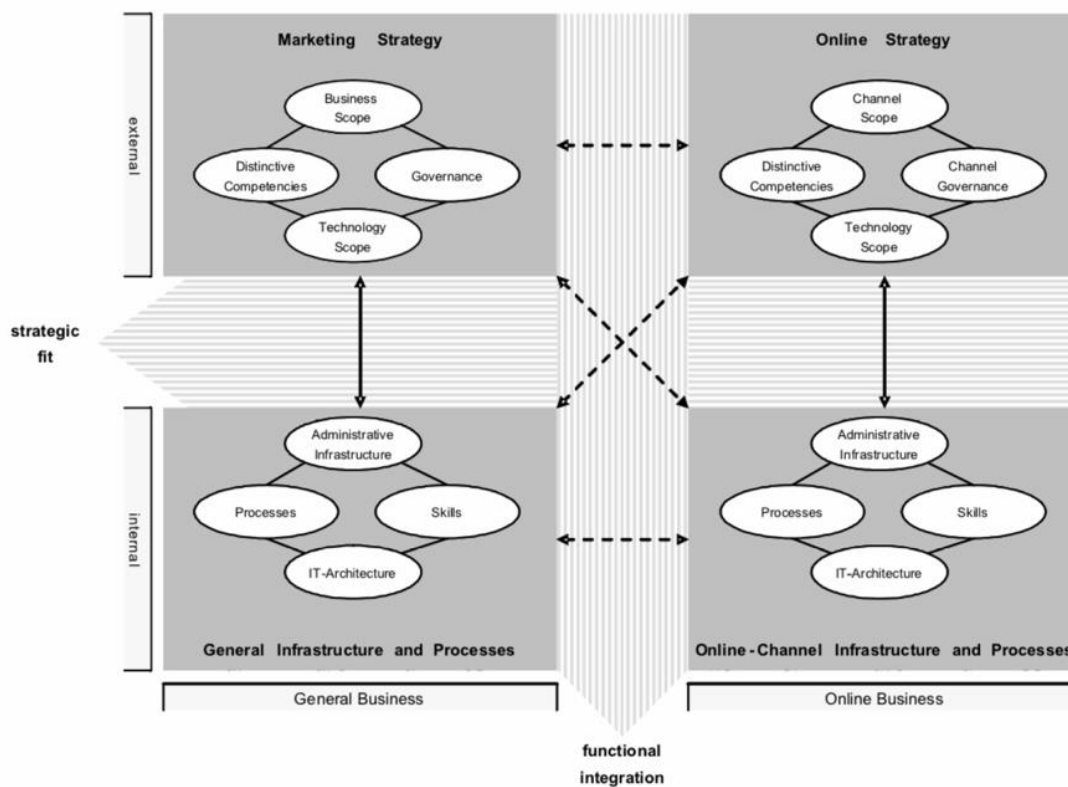 Marketing Strategy
Online Strategy
Business
Scope
Channel
Scope
external
Distinctive
Competencies
Governance
Distinctive
Competencies
Channel
Governance
Technology
Scope
Technology
Scope
strategic
fit
Administrative
Infrastructure
Administrative
Infrastructure
internal
Processes
Skills
Processes
Skills
IT-Architecture
IT-Architecture
General Infrastructure and Processes
Online-Channel Infrastructure and Processes
General Business
Online Business
functional
integration